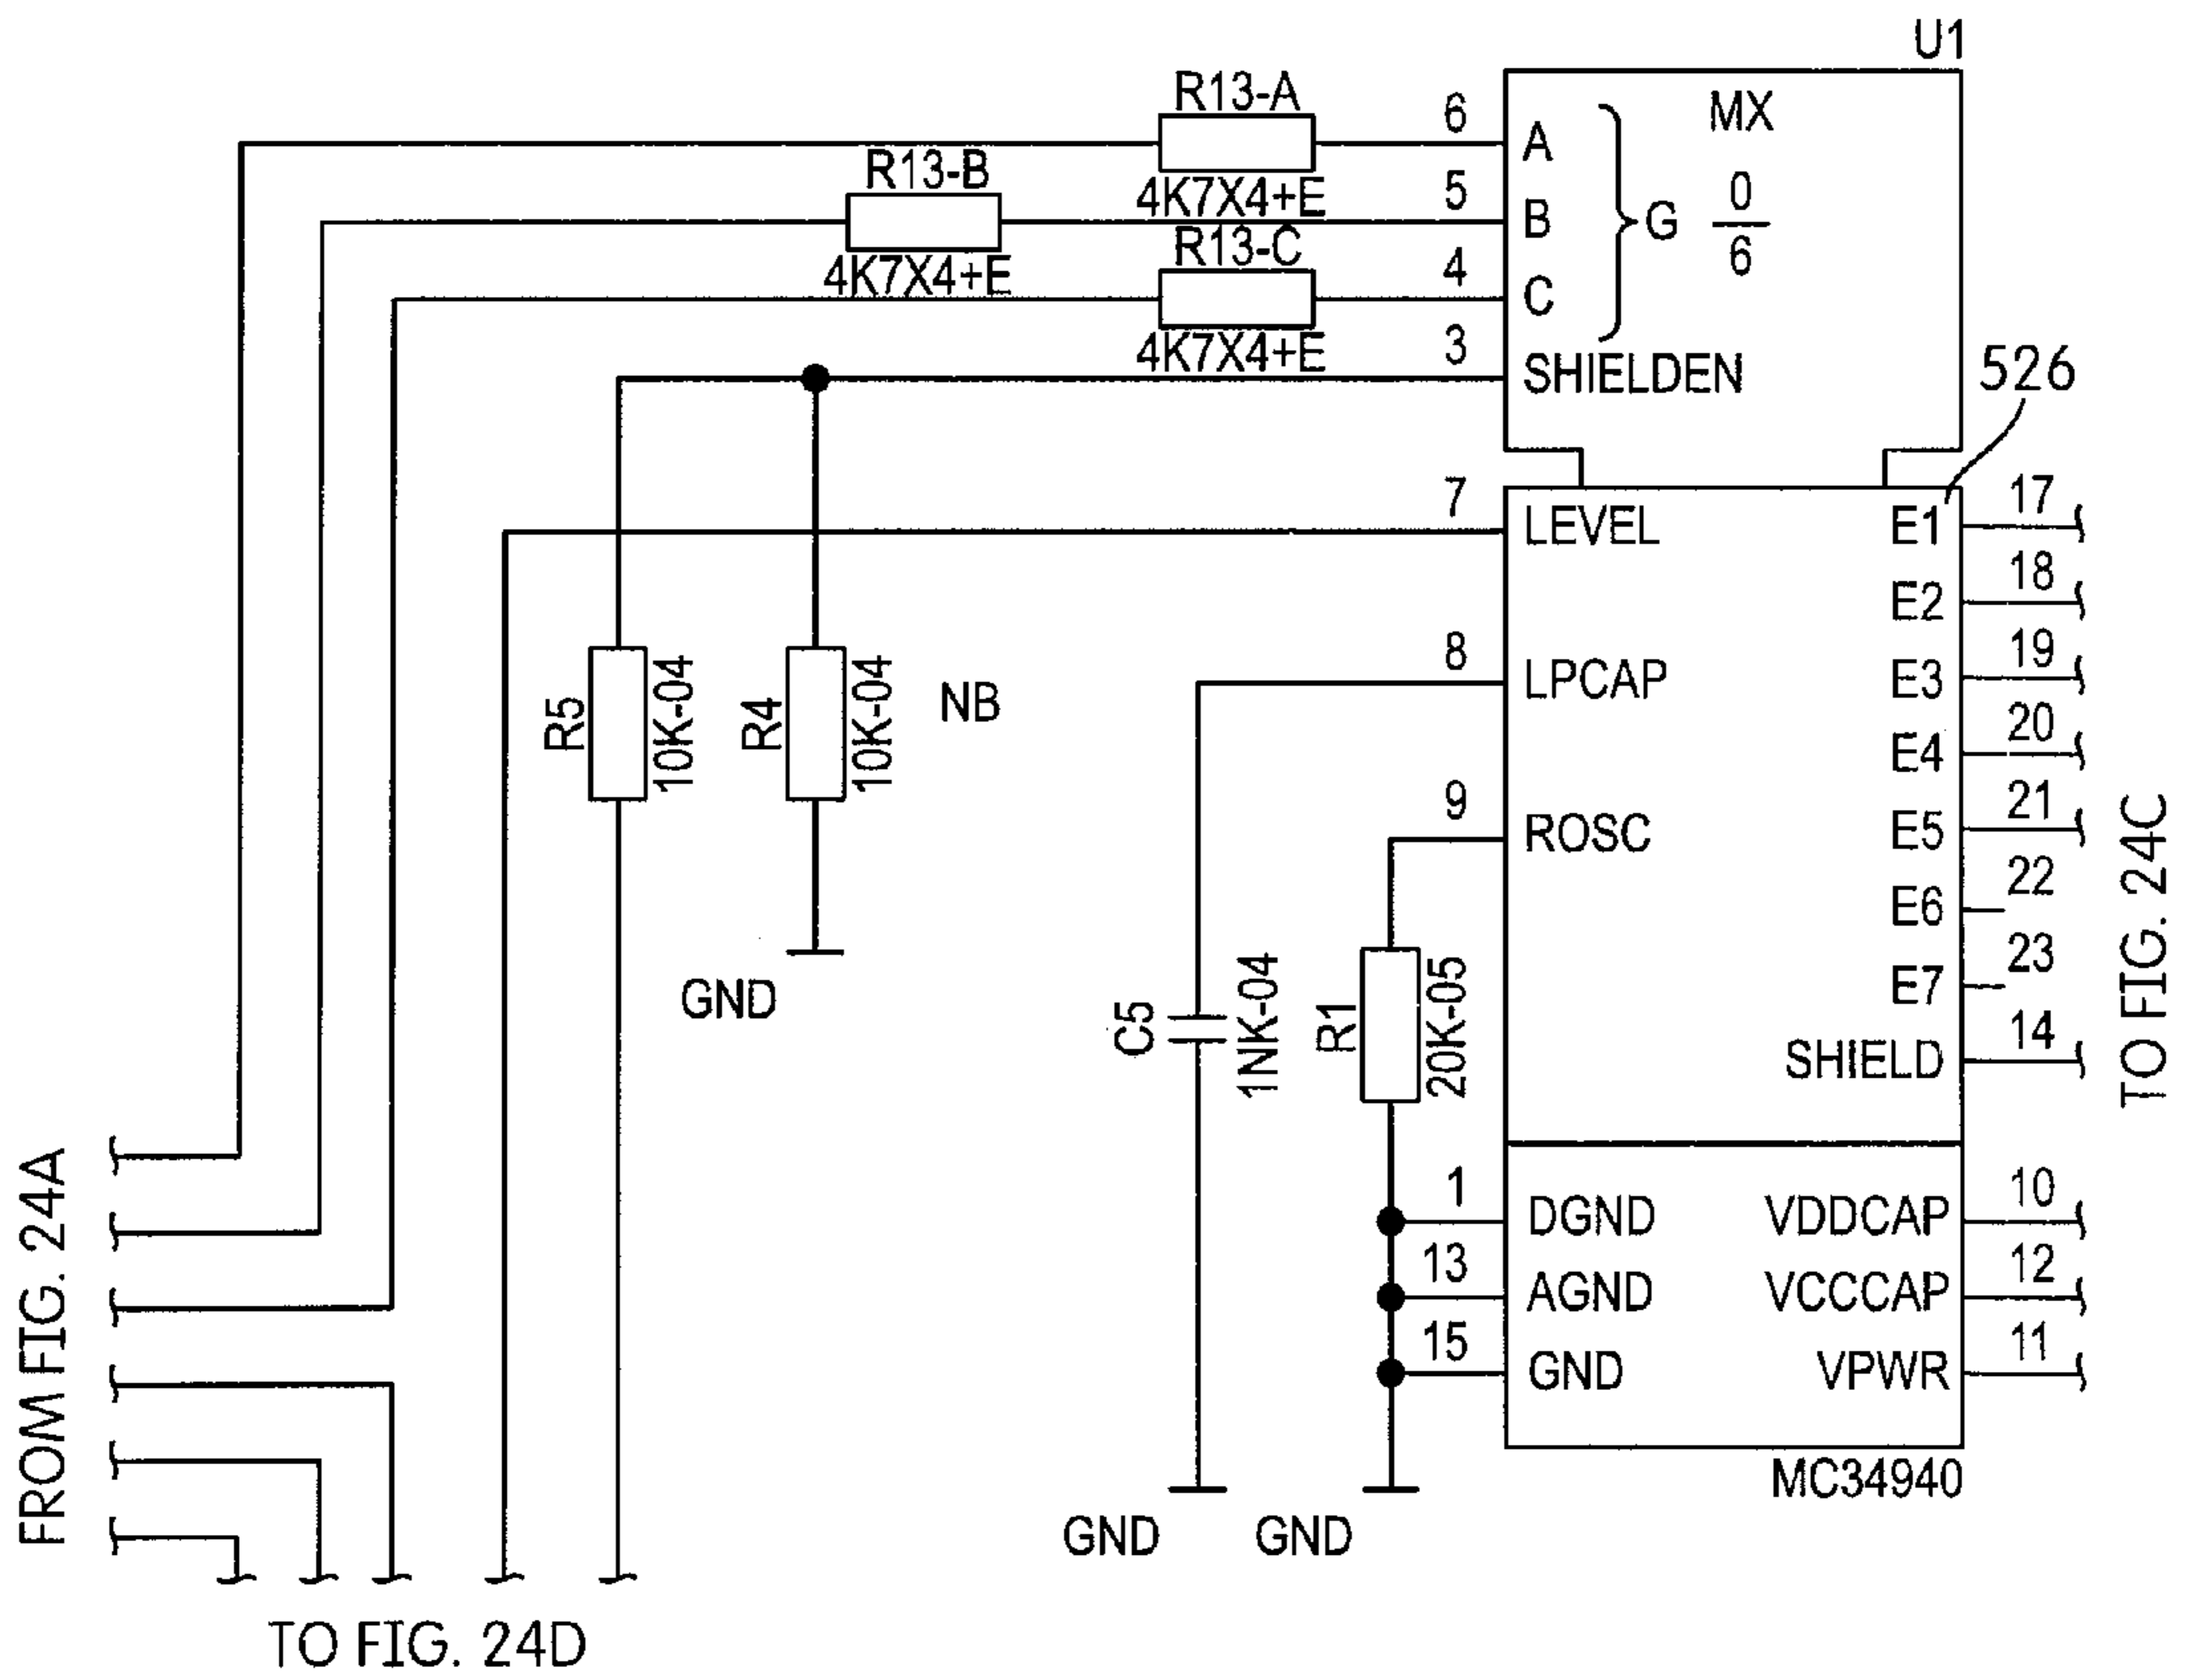 U1
R13-A
6
A
MX
4K7X4+E
R13-B
5
B
G
0
6
4K7X4+E
R13-C
4
C
4K7X4+E
3
SHIELDEN
526
7
LEVEL
E1
17
E2
18
8
LPCAP
E3
19
R5
10K-04
R4
10K-04
NB
E4
20
9
ROSC
E5
21
E6
22
E7
23
GND
C5
1NK-04
R1
20K-05
SHIELD
14
TO FIG. 24C
1
DGND
VDDCAP
10
13
AGND
VCCCAP
12
15
GND
VPWR
11
MC34940
GND
GND
FROM FIG. 24A
TO FIG. 24D